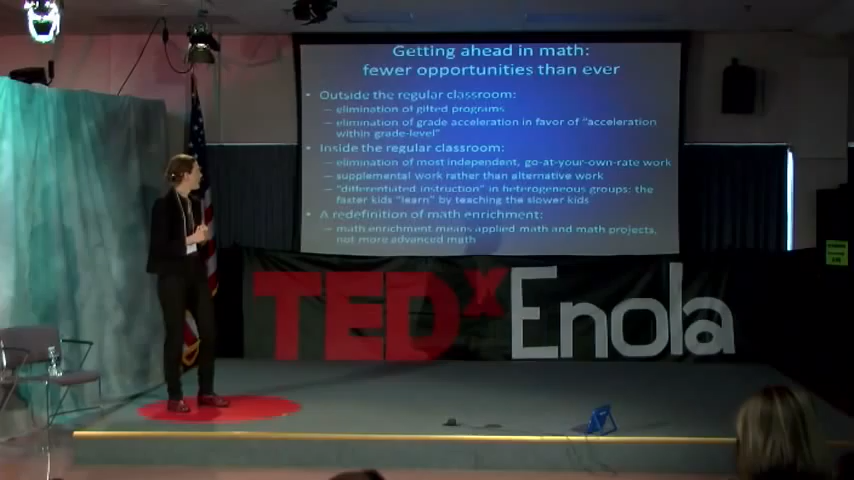 Getting ahead in math:
fewer opportunities than ever
• Outside the regular classroom:
– elimination of gifted programs
– elimination of grade acceleration in favor of "acceleration
within grade-level"
• Inside the regular classroom:
– elimination of most independent, go-at-your-own-rate work
– supplemental work rather than alternative work
– "differentiated instruction" in heterogeneous groups: the
faster kids "learn" by teaching the slower kids
• A redefinition of math enrichment:
– math enrichment means applied math and math projects,
not more advanced math
TEDx Enola